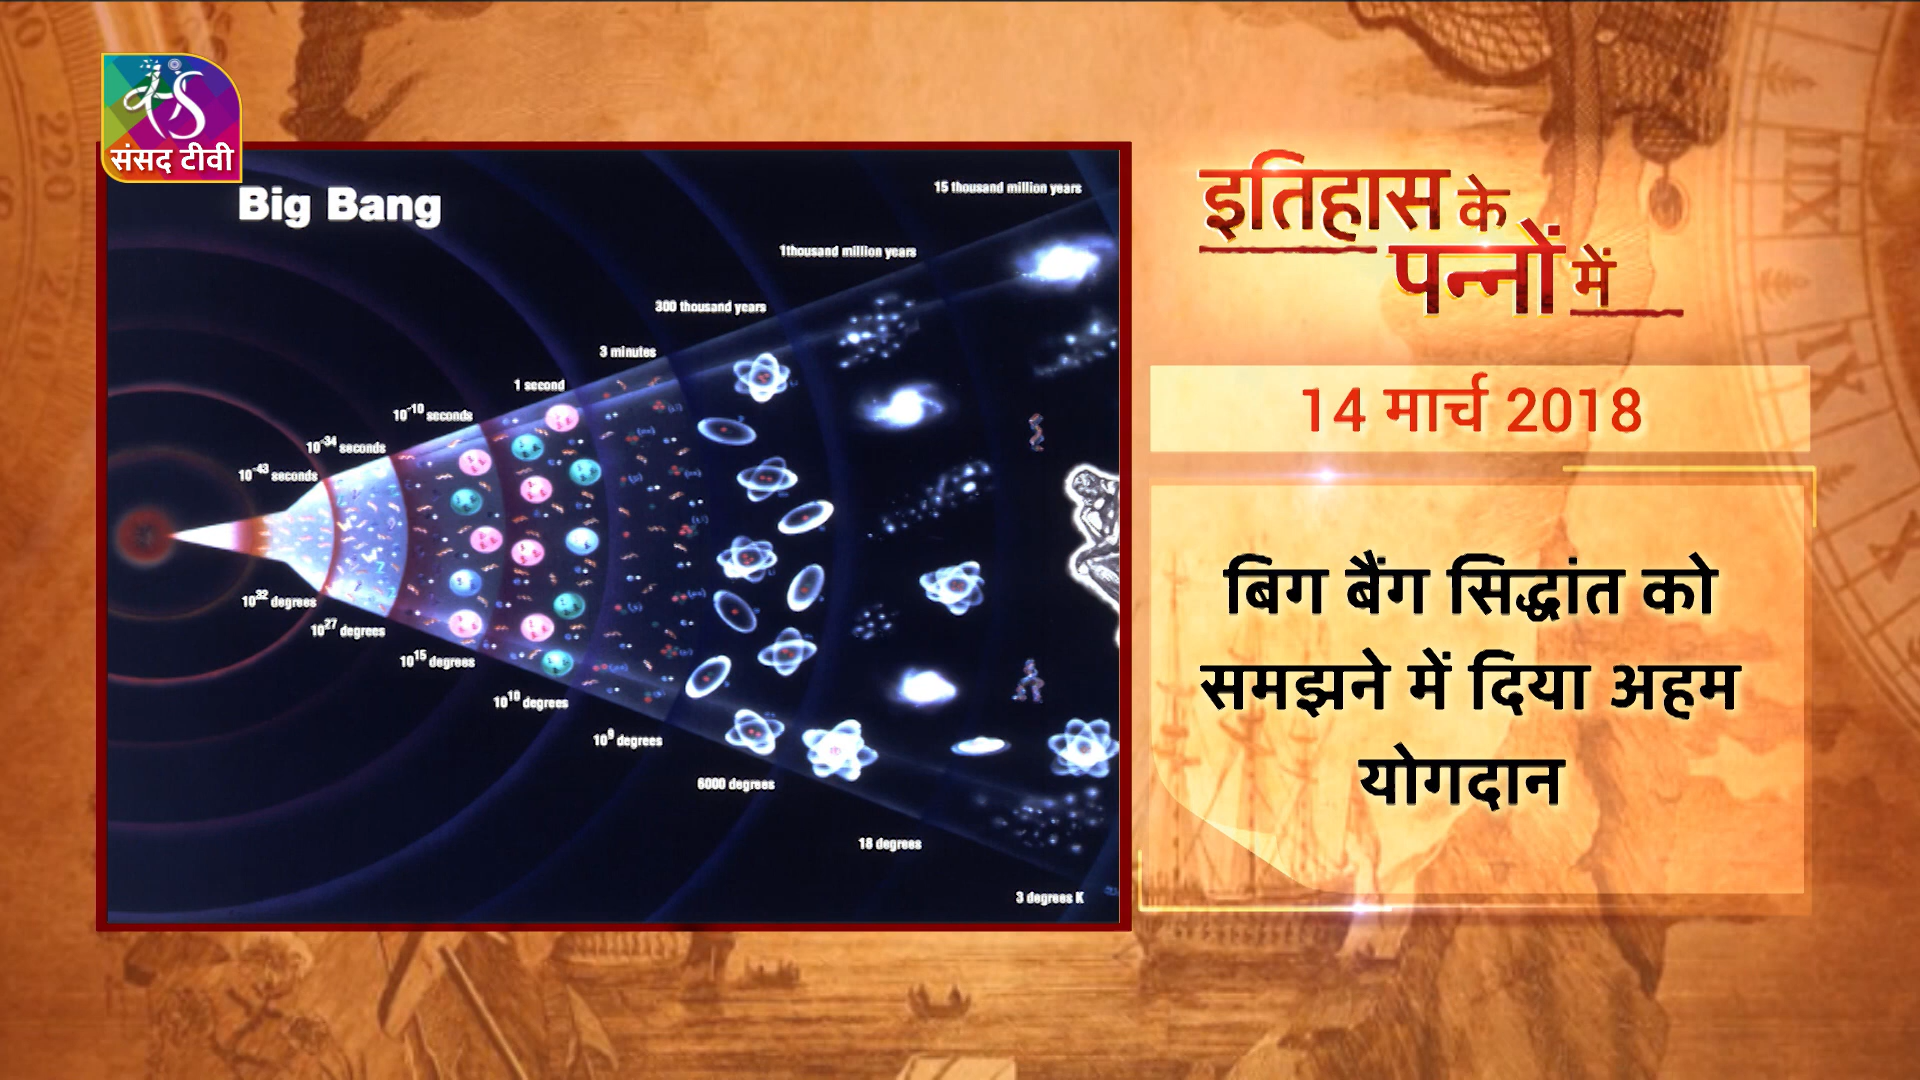 संसद टीवी
Big Bang
15 thousand million years
1thousand million years
300 thousand years
3 minutes
1 second
10⁻¹⁰ seconds
10⁻³⁴ seconds
10⁻⁴³ seconds
10³² degrees
10²⁷ degrees
10¹⁵ degrees
10¹⁰ degrees
10⁹ degrees
6000 degrees
18 degrees
3 degrees K
इतिहास के
पन्नों में
14 मार्च 2018
बिग बैंग सिद्धांत को
समझने में दिया अहम
योगदान